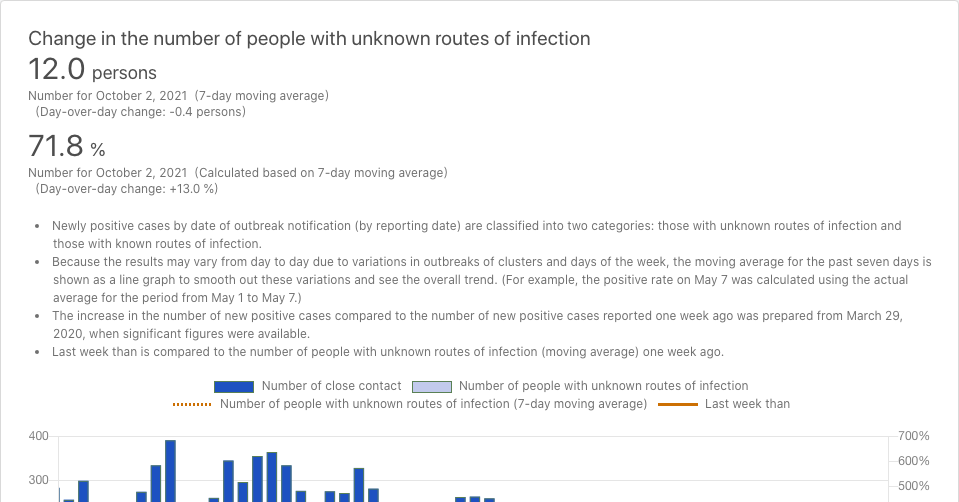 Change in the number of people with unknown routes of infection
12.0 persons
Number for October 2, 2021 (7-day moving average)
(Day-over-day change: -0.4 persons)
71.8 %
Number for October 2, 2021 (Calculated based on 7-day moving average)
(Day-over-day change: +13.0 %)
• Newly positive cases by date of outbreak notification (by reporting date) are classified into two categories: those with unknown routes of infection and
those with known routes of infection.
• Because the results may vary from day to day due to variations in outbreaks of clusters and days of the week, the moving average for the past seven days is
shown as a line graph to smooth out these variations and see the overall trend. (For example, the positive rate on May 7 was calculated using the actual
average for the period from May 1 to May 7.)
• The increase in the number of new positive cases compared to the number of new positive cases reported one week ago was prepared from March 29,
2020, when significant figures were available.
• Last week than is compared to the number of people with unknown routes of infection (moving average) one week ago.
Number of close contact Number of people with unknown routes of infection
Number of people with unknown routes of infection (7-day moving average) Last week than
400 700%
600%
300 500%